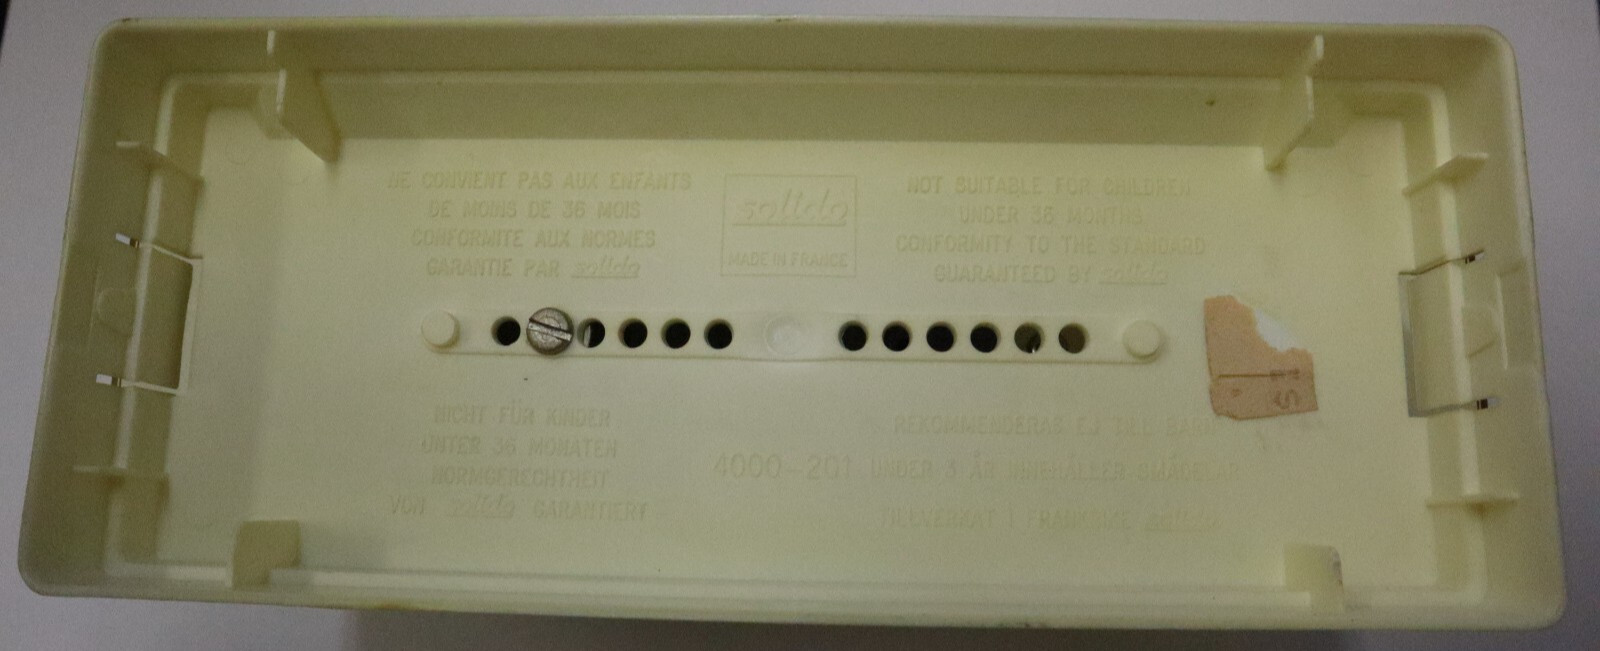 NE CONVIENT PAS AUX ENFANTS
DE MOINS DE 36 MOIS
CONFORMITE AUX NORMES
GARANTIE PAR solido
solido
MADE IN FRANCE
NOT SUITABLE FOR CHILDREN
UNDER 36 MONTHS
CONFORMITY TO THE STANDARD
GUARANTEED BY solido
NICHT FÜR KINDER
UNTER 36 MONATEN
NORMGERECHTHEIT
VON solido GARANTIERT
4000-201
REKOMMENDERAS EJ TILL BARN
UNDER 3 ÅR INNEHÅLLER SMÅDELAR
TILLVERKAT I FRANKRIKE solido